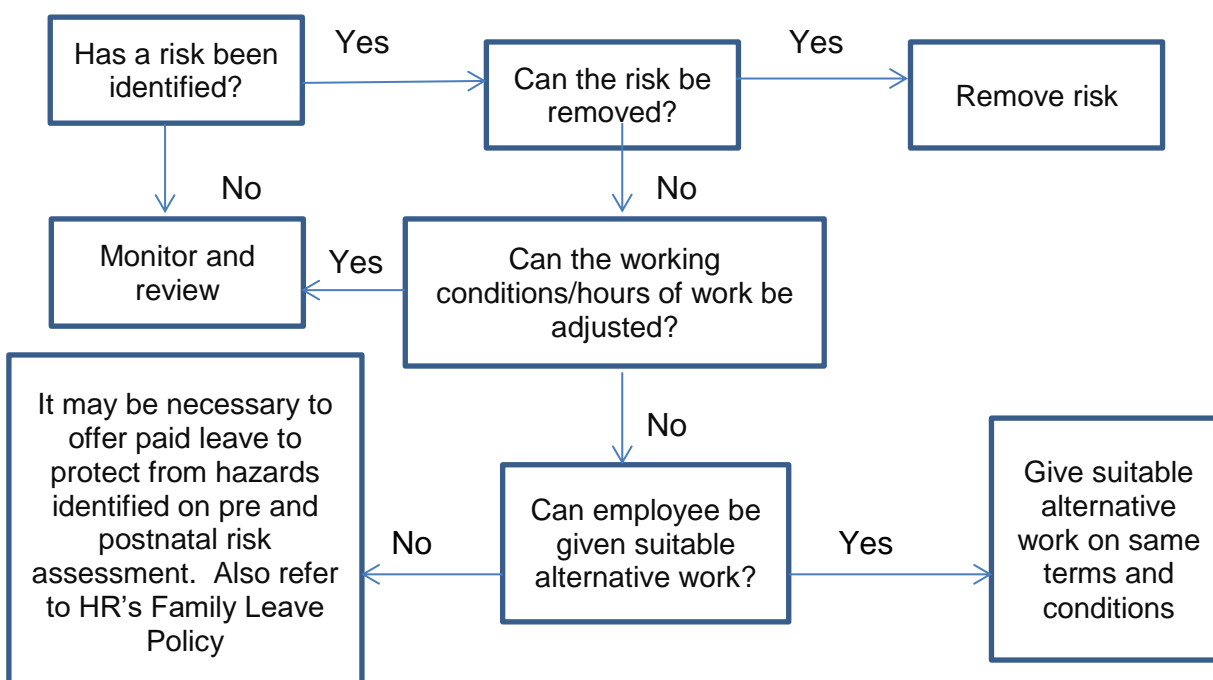 Has a risk been
identified?
Yes
Can the risk be
removed?
Yes
Remove risk
No
No
Monitor and
review
Yes
Can the working
conditions/hours of work be
adjusted?
It may be necessary to
offer paid leave to
protect from hazards
identified on pre and
postnatal risk
assessment.  Also refer
to HR’s Family Leave
Policy
No
No
Can employee be
given suitable
alternative work?
Yes
Give suitable
alternative
work on same
terms and
conditions